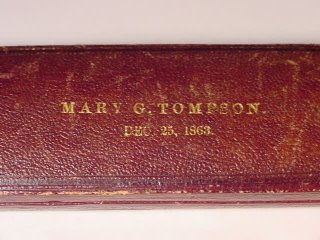 MARY G. TOMPSON.
DEC 25, 1863.